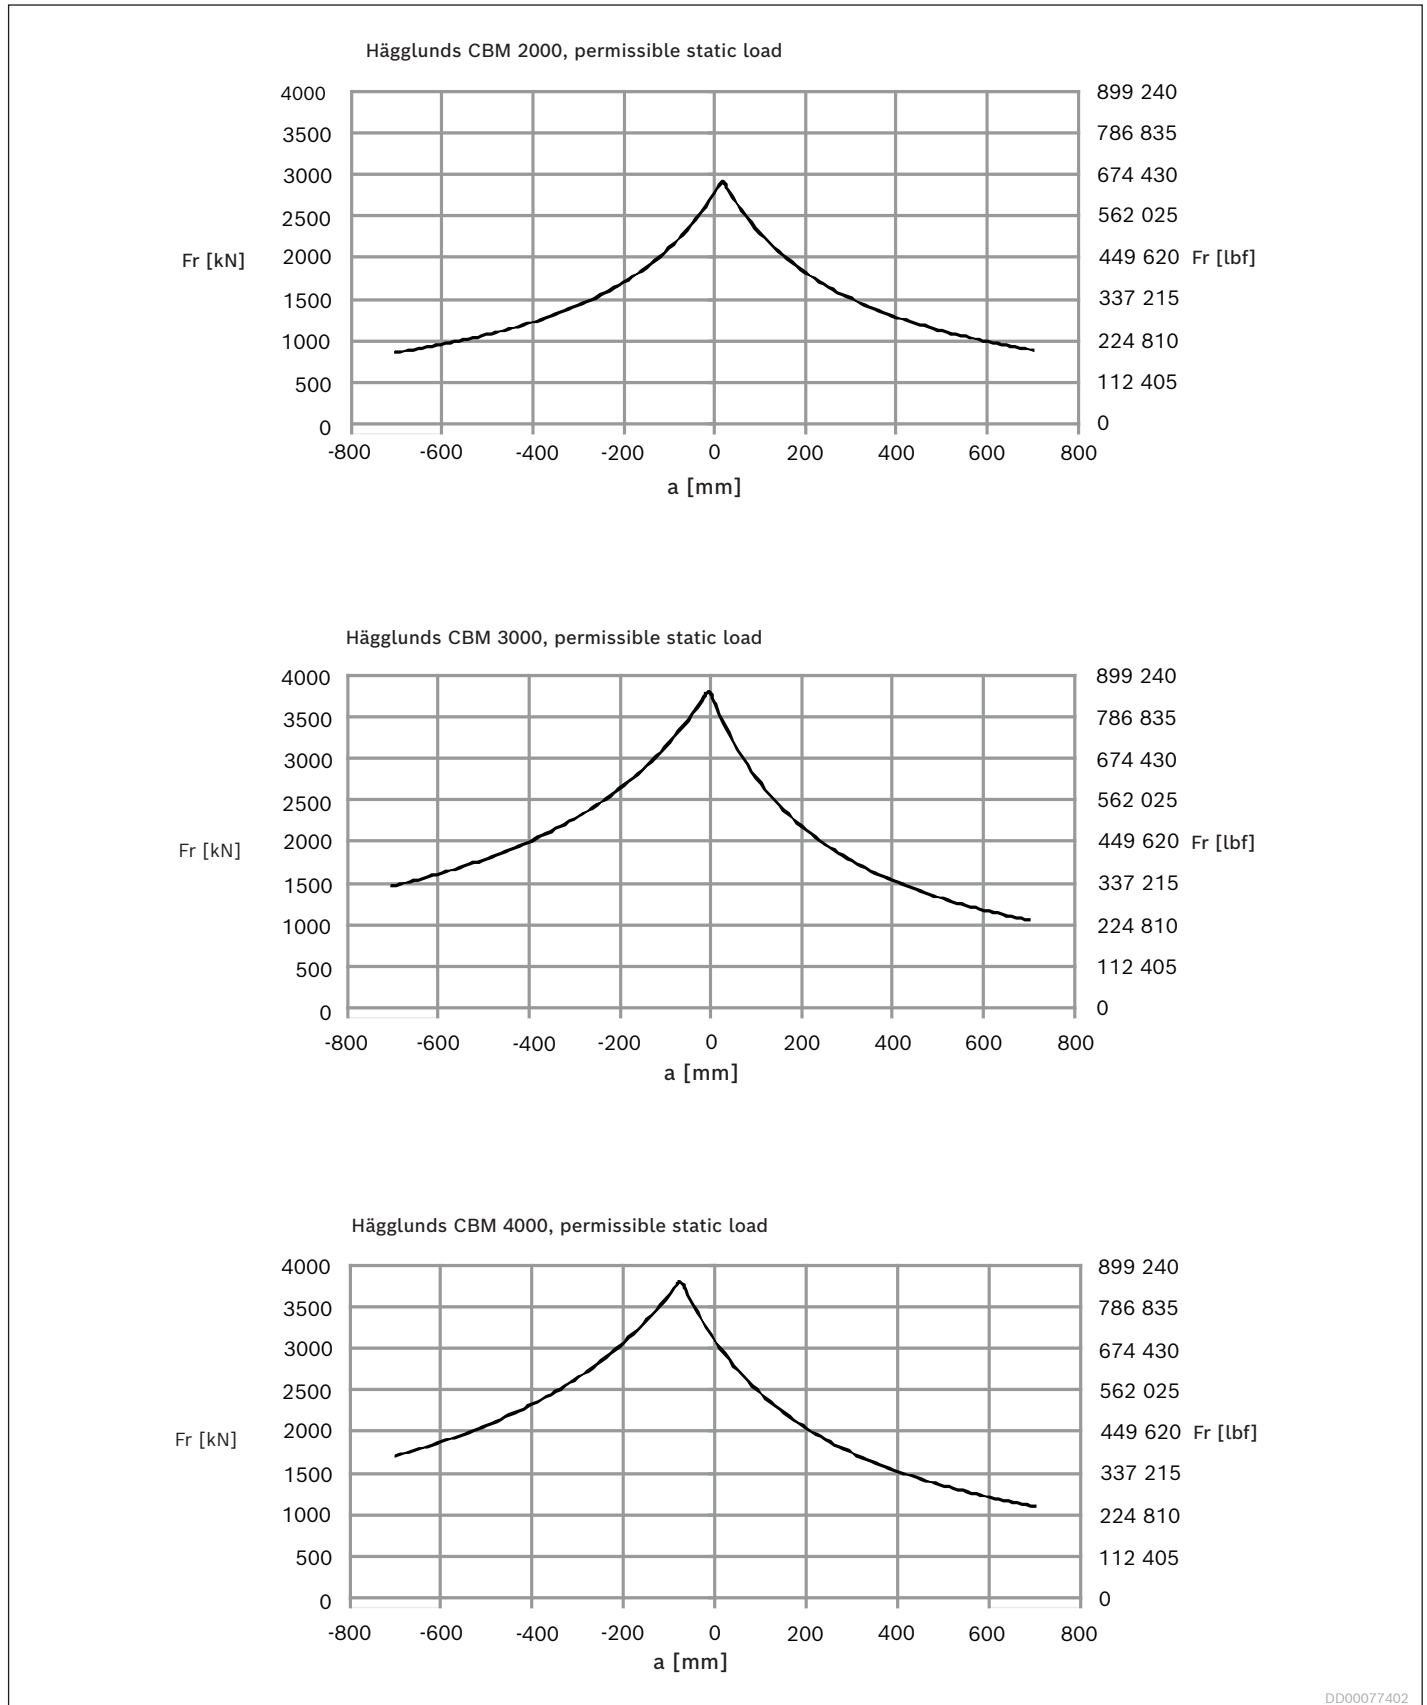 Hägglunds CBM 2000, permissible static load
4000 899 240
3500 786 835
3000 674 430
2500 562 025
Fr [kN] 2000 449 620 Fr [lbf]
1500 337 215
1000 224 810
500 112 405
0 0
-800 -600 -400 -200 0 200 400 600 800
a [mm]
Hägglunds CBM 3000, permissible static load
4000 899 240
3500 786 835
3000 674 430
2500 562 025
Fr [kN] 2000 449 620 Fr [lbf]
1500 337 215
1000 224 810
500 112 405
0 0
-800 -600 -400 -200 0 200 400 600 800
a [mm]
Hägglunds CBM 4000, permissible static load
4000 899 240
3500 786 835
3000 674 430
2500 562 025
Fr [kN] 2000 449 620 Fr [lbf]
1500 337 215
1000 224 810
500 112 405
0 0
-800 -600 -400 -200 0 200 400 600 800
a [mm]
DD00077402